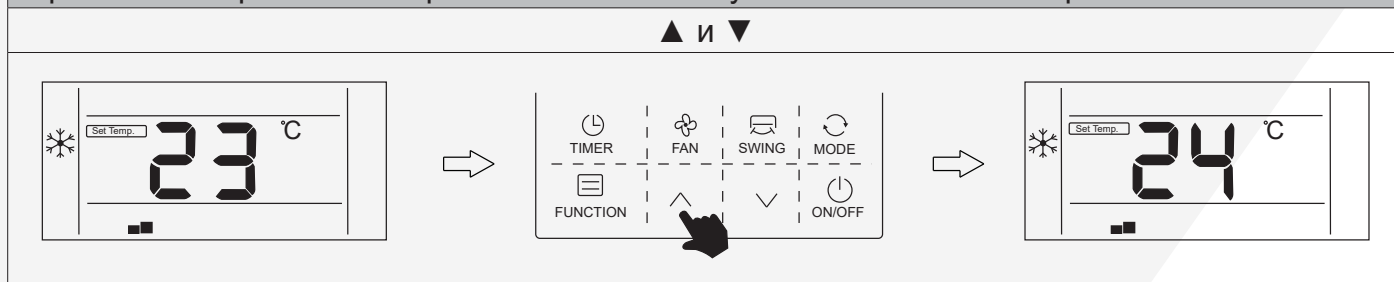 ▲ и ▼
Set Temp. 23 °C
TIMER FAN SWING MODE
FUNCTION ON/OFF
Set Temp. 24 °C